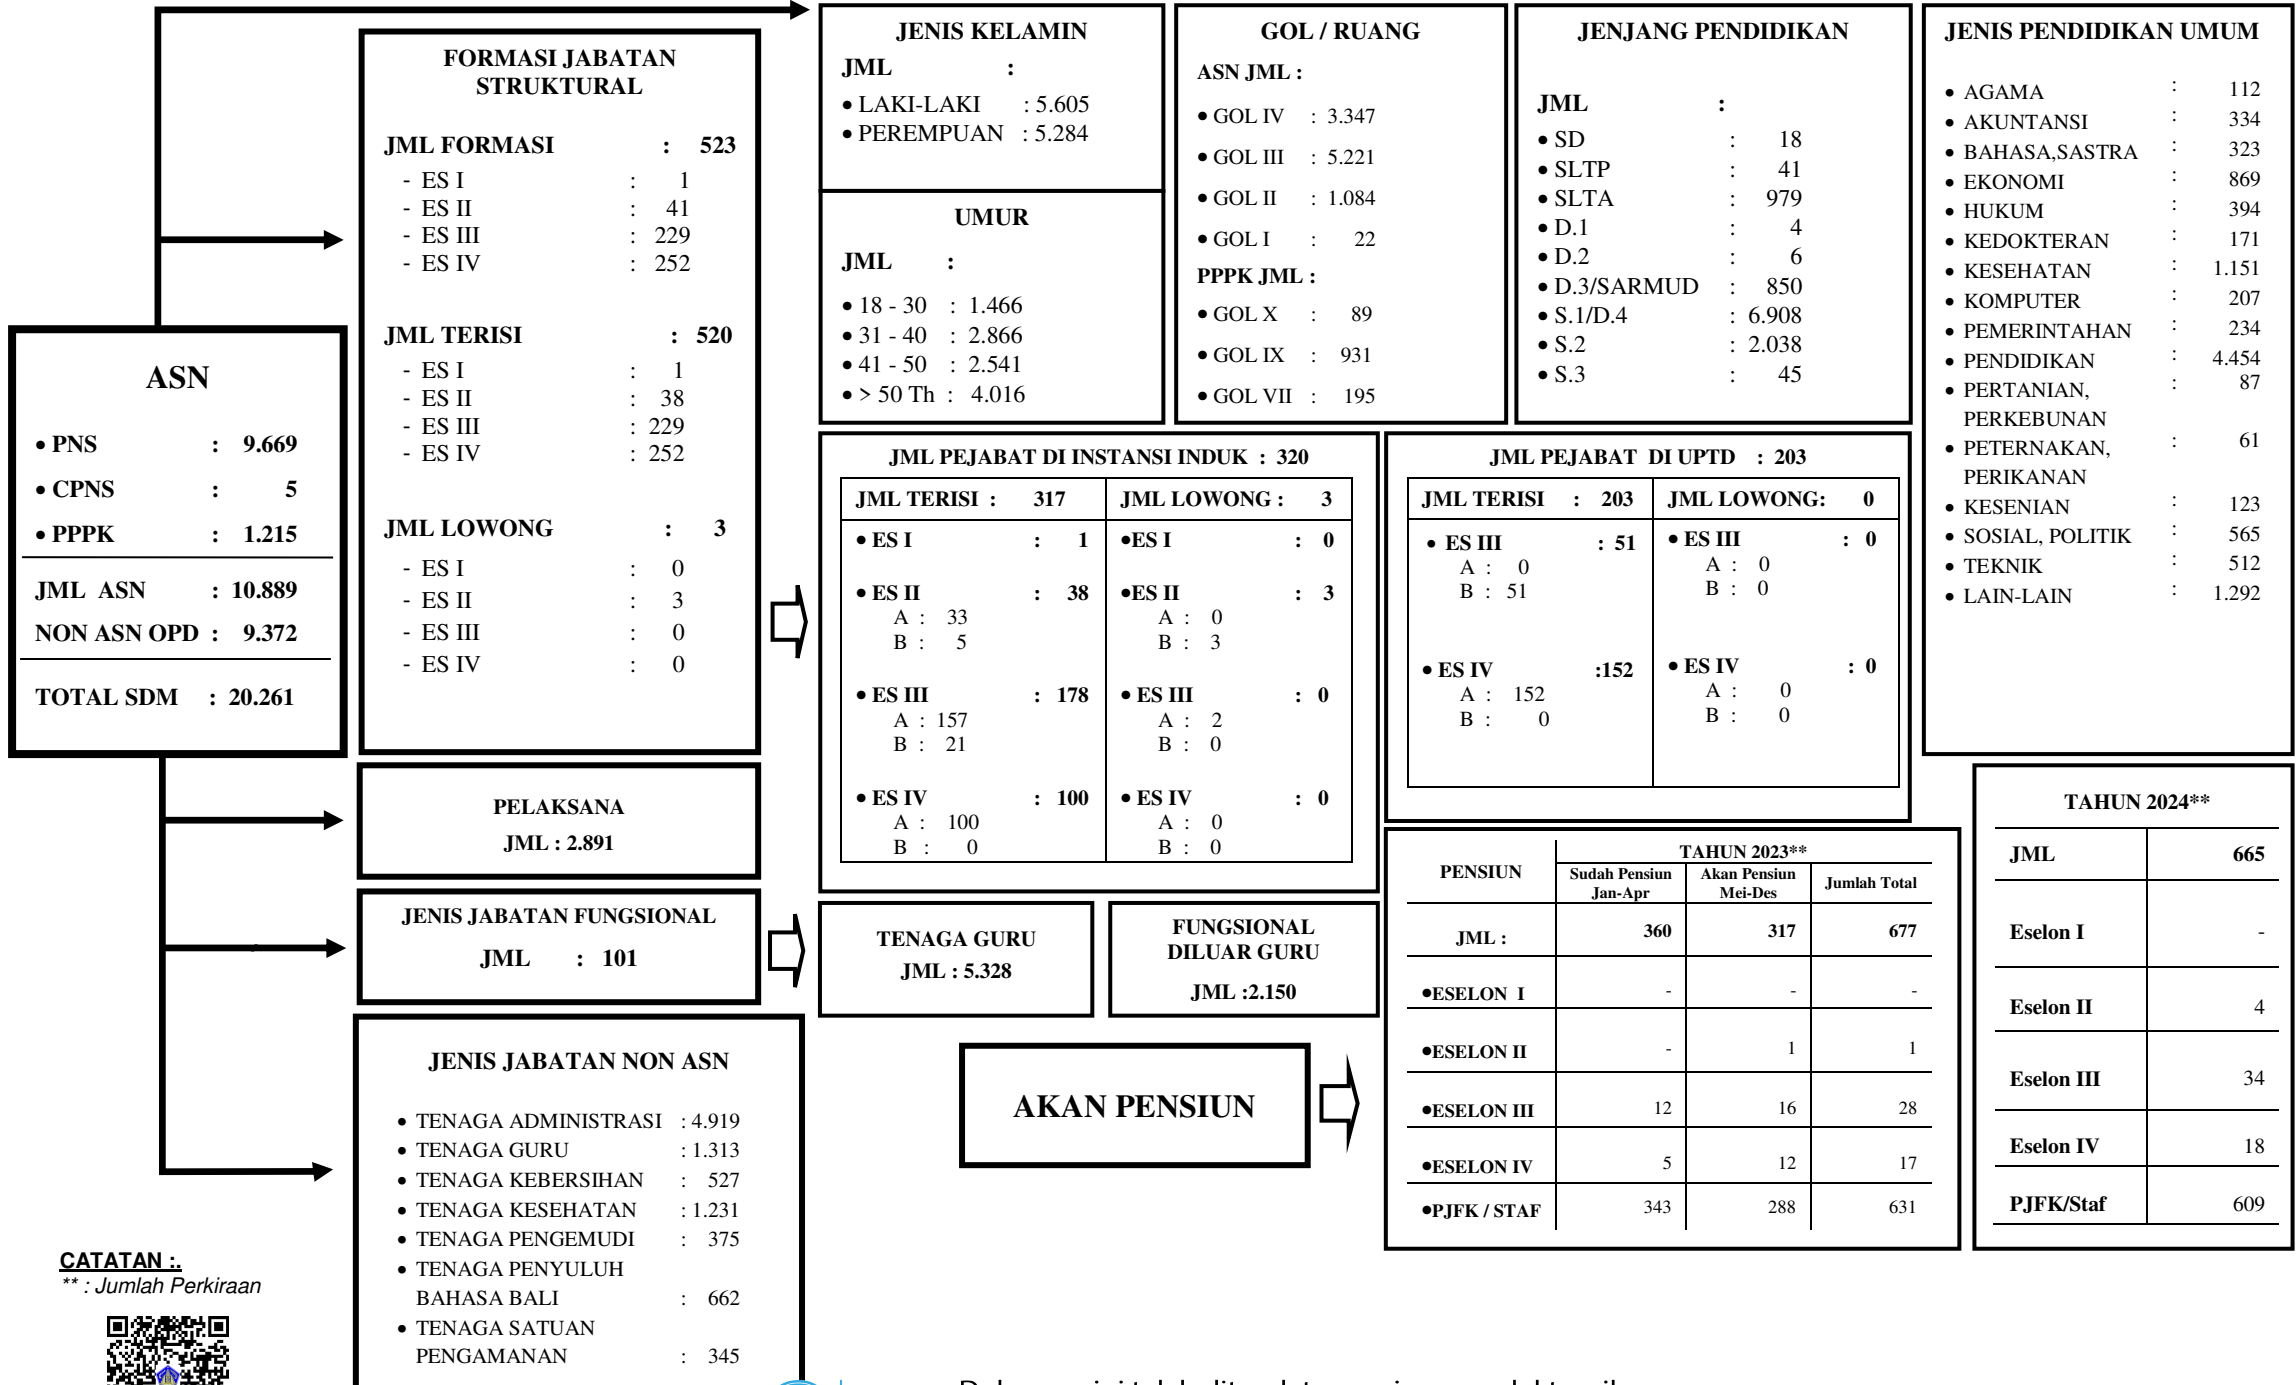 ASN
• PNS : 9.669
• CPNS : 5
• PPPK : 1.215
JML ASN : 10.889
NON ASN OPD : 9.372
TOTAL SDM : 20.261
FORMASI JABATAN
STRUKTURAL
JML FORMASI : 523
- ES I : 1
- ES II : 41
- ES III : 229
- ES IV : 252
JML TERISI : 520
- ES I : 1
- ES II : 38
- ES III : 229
- ES IV : 252
JML LOWONG : 3
- ES I : 0
- ES II : 3
- ES III : 0
- ES IV : 0
PELAKSANA
JML : 2.891
JENIS JABATAN FUNGSIONAL
JML : 101
JENIS JABATAN NON ASN
• TENAGA ADMINISTRASI : 4.919
• TENAGA GURU : 1.313
• TENAGA KEBERSIHAN : 527
• TENAGA KESEHATAN : 1.231
• TENAGA PENGEMUDI : 375
• TENAGA PENYULUH
BAHASA BALI : 662
• TENAGA SATUAN
PENGAMANAN : 345
JENIS KELAMIN
JML :
• LAKI-LAKI : 5.605
• PEREMPUAN : 5.284
UMUR
JML :
• 18 - 30 : 1.466
• 31 - 40 : 2.866
• 41 - 50 : 2.541
• > 50 Th : 4.016
GOL / RUANG
ASN JML :
• GOL IV : 3.347
• GOL III : 5.221
• GOL II : 1.084
• GOL I : 22
PPPK JML :
• GOL X : 89
• GOL IX : 931
• GOL VII : 195
JENJANG PENDIDIKAN
JML :
• SD : 18
• SLTP : 41
• SLTA : 979
• D.1 : 4
• D.2 : 6
• D.3/SARMUD : 850
• S.1/D.4 : 6.908
• S.2 : 2.038
• S.3 : 45
JENIS PENDIDIKAN UMUM
• AGAMA : 112
• AKUNTANSI : 334
• BAHASA,SASTRA : 323
• EKONOMI : 869
• HUKUM : 394
• KEDOKTERAN : 171
• KESEHATAN : 1.151
• KOMPUTER : 207
• PEMERINTAHAN : 234
• PENDIDIKAN : 4.454
• PERTANIAN, : 87
PERKEBUNAN
• PETERNAKAN, : 61
PERIKANAN
• KESENIAN : 123
• SOSIAL, POLITIK : 565
• TEKNIK : 512
• LAIN-LAIN : 1.292
JML PEJABAT DI INSTANSI INDUK : 320
JML TERISI : 317 JML LOWONG : 3
• ES I : 1 •ES I : 0
• ES II : 38 •ES II : 3
A : 33 A : 0
B : 5 B : 3
• ES III : 178 • ES III : 0
A : 157 A : 2
B : 21 B : 0
• ES IV : 100 • ES IV : 0
A : 100 A : 0
B : 0 B : 0
JML PEJABAT DI UPTD : 203
JML TERISI : 203 JML LOWONG: 0
• ES III : 51 • ES III : 0
A : 0 A : 0
B : 51 B : 0
• ES IV :152 • ES IV : 0
A : 152 A : 0
B : 0 B : 0
TENAGA GURU
JML : 5.328
FUNGSIONAL
DILUAR GURU
JML :2.150
AKAN PENSIUN
PENSIUN TAHUN 2023**
Sudah Pensiun Akan Pensiun Jumlah Total
Jan-Apr Mei-Des
JML : 360 317 677
•ESELON I - - -
•ESELON II - 1 1
•ESELON III 12 16 28
•ESELON IV 5 12 17
•PJFK / STAF 343 288 631
TAHUN 2024**
JML 665
Eselon I -
Eselon II 4
Eselon III 34
Eselon IV 18
PJFK/Staf 609
CATATAN :.
** : Jumlah Perkiraan